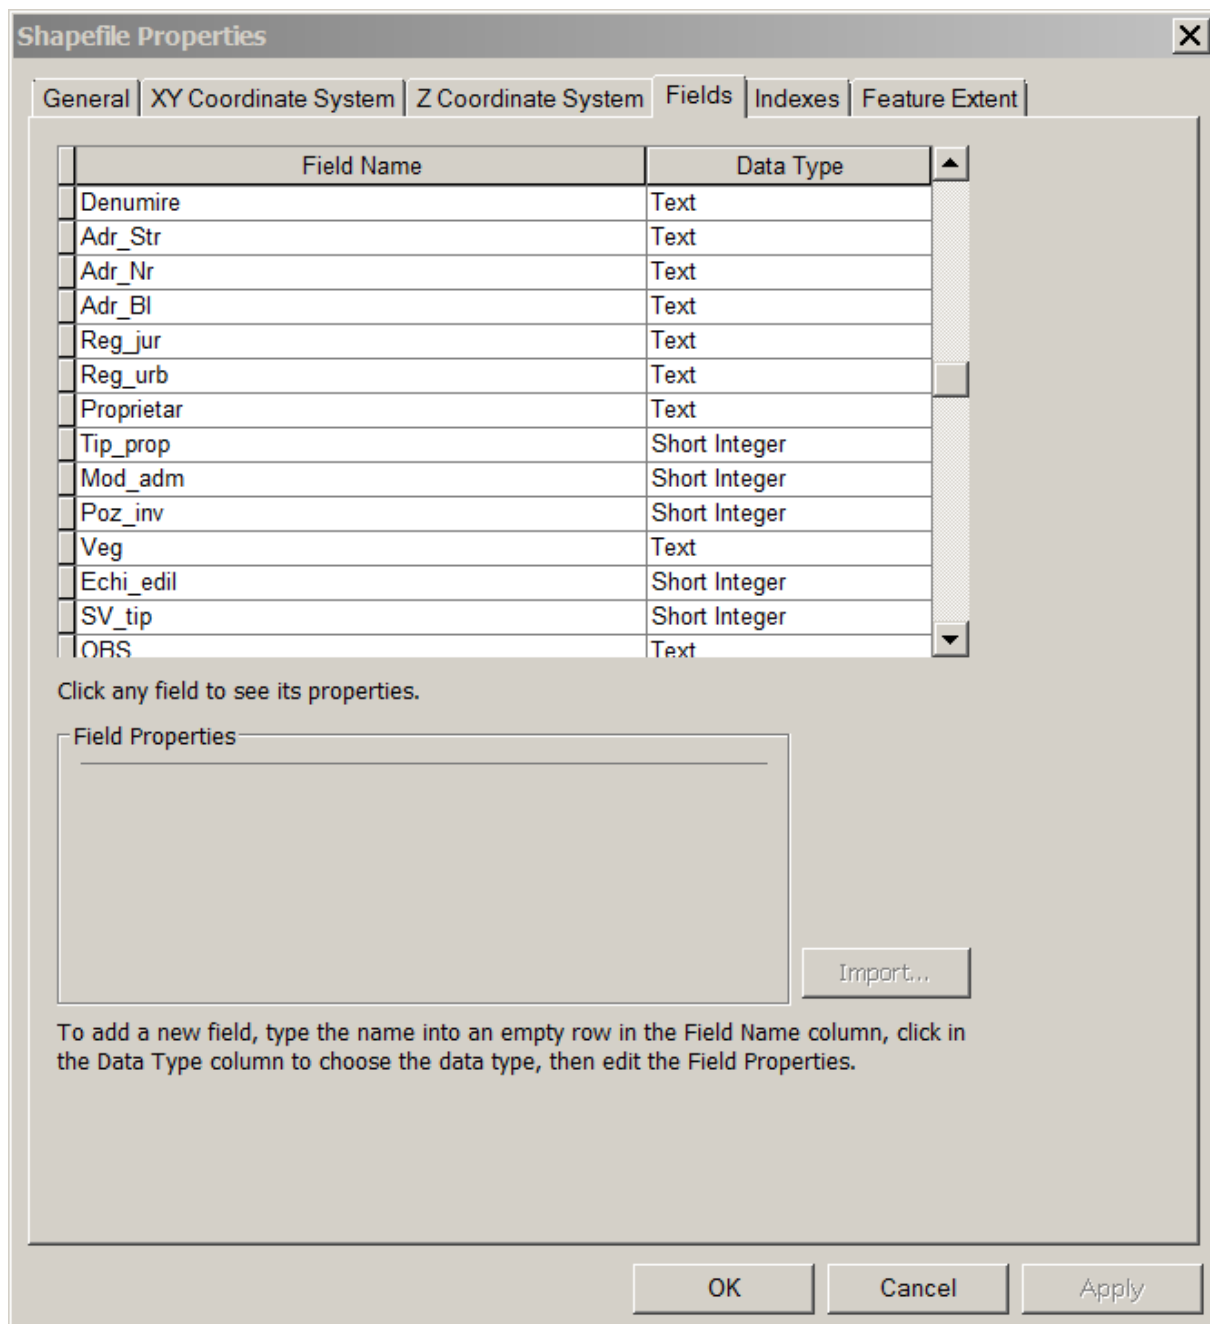 Shapefile Properties
General XY Coordinate System Z Coordinate System Fields Indexes Feature Extent
Field Name Data Type
Denumire Text
Adr_Str Text
Adr_Nr Text
Adr_Bl Text
Reg_jur Text
Reg_urb Text
Proprietar Text
Tip_prop Short Integer
Mod_adm Short Integer
Poz_inv Short Integer
Veg Text
Echi_edil Short Integer
SV_tip Short Integer
OBS Text
Click any field to see its properties.
Field Properties
Import...
To add a new field, type the name into an empty row in the Field Name column, click in
the Data Type column to choose the data type, then edit the Field Properties.
OK Cancel Apply